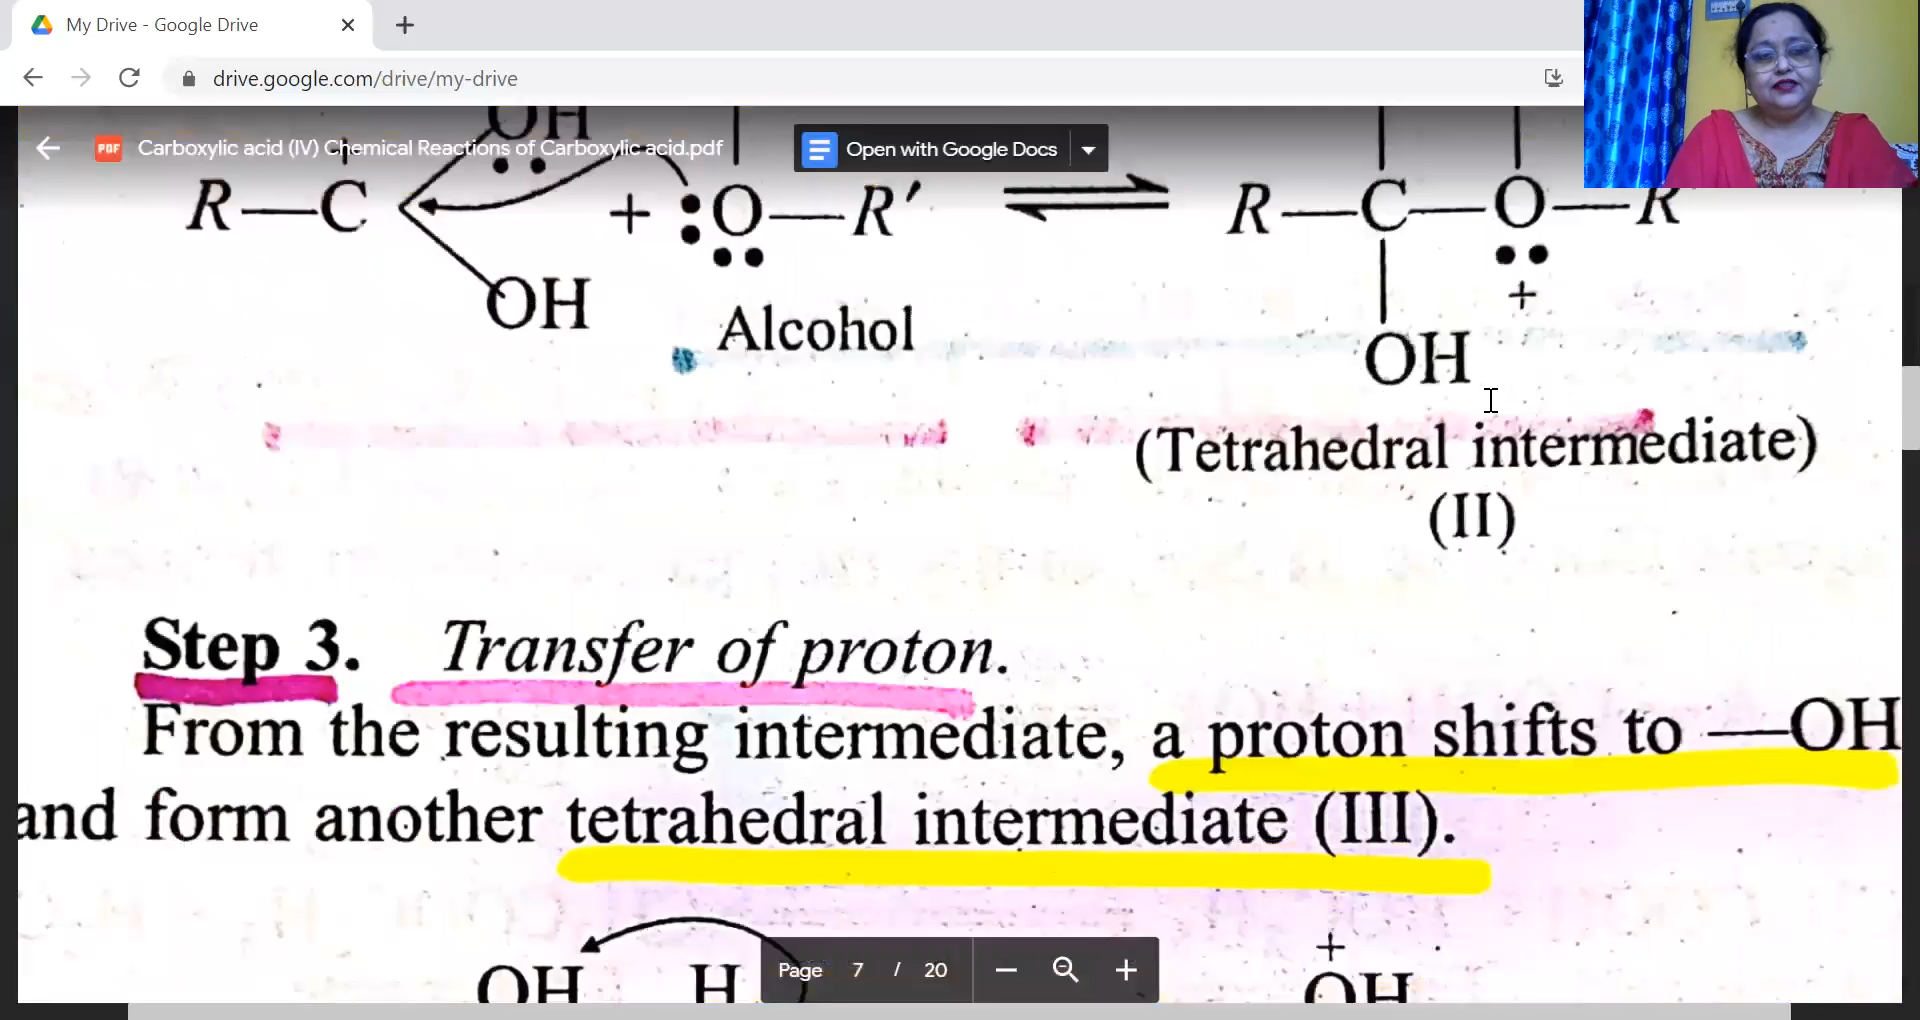 My Drive - Google Drive
drive.google.com/drive/my-drive
OH
Carboxylic acid (IV) Chemical Reactions of Carboxylic acid.pdf
Open with Google Docs
R—C + :O—R′ ⇌ R—C—O—R
+
OH
Alcohol
OH
(Tetrahedral intermediate)
(II)
Step 3. Transfer of proton.
From the resulting intermediate, a proton shifts to —OH
and form another tetrahedral intermediate (III).
+
OH H OH
Page 7 / 20